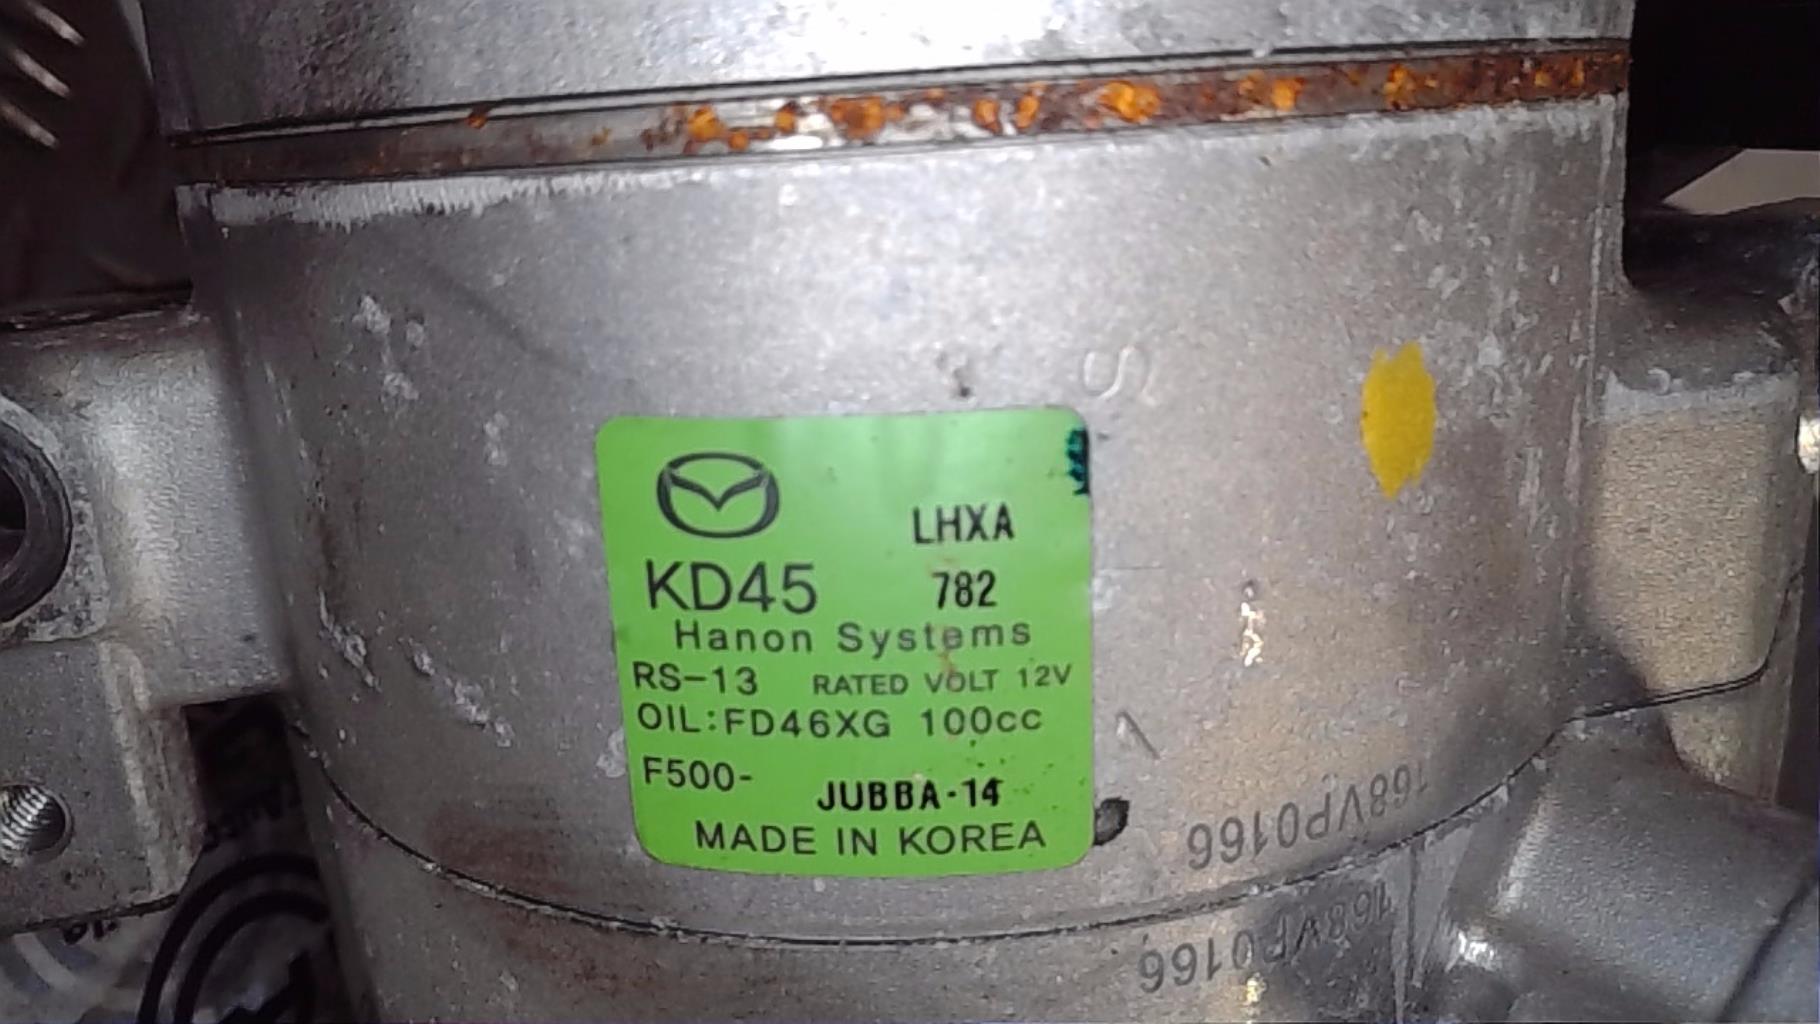 LHXA
KD45 782
Hanon Systems
RS-13 RATED VOLT 12V
OIL:FD46XG 100cc
F500- JUBBA-14
MADE IN KOREA
S
1
168VP0166
168VP0166